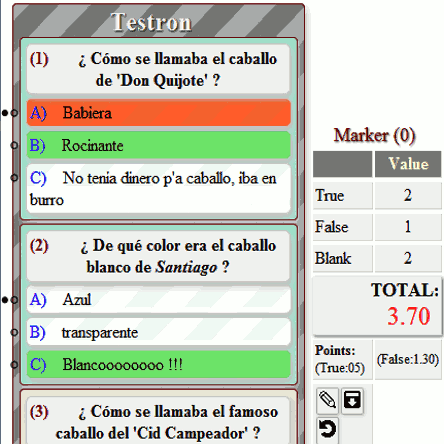 Testron
(1) ¿ Cómo se llamaba el caballo
de 'Don Quijote' ?
A) Babiera
B) Rocinante
C) No tenia dinero p'a caballo, iba en
burro
(2) ¿ De qué color era el caballo
blanco de Santiago ?
A) Azul
B) transparente
C) Blancoooooooo !!!
(3) ¿ Cómo se llamaba el famoso
caballo del 'Cid Campeador' ?
Marker (0)
Value
True 2
False 1
Blank 2
TOTAL:
3.70
Points:
(True:05) (False:1.30)